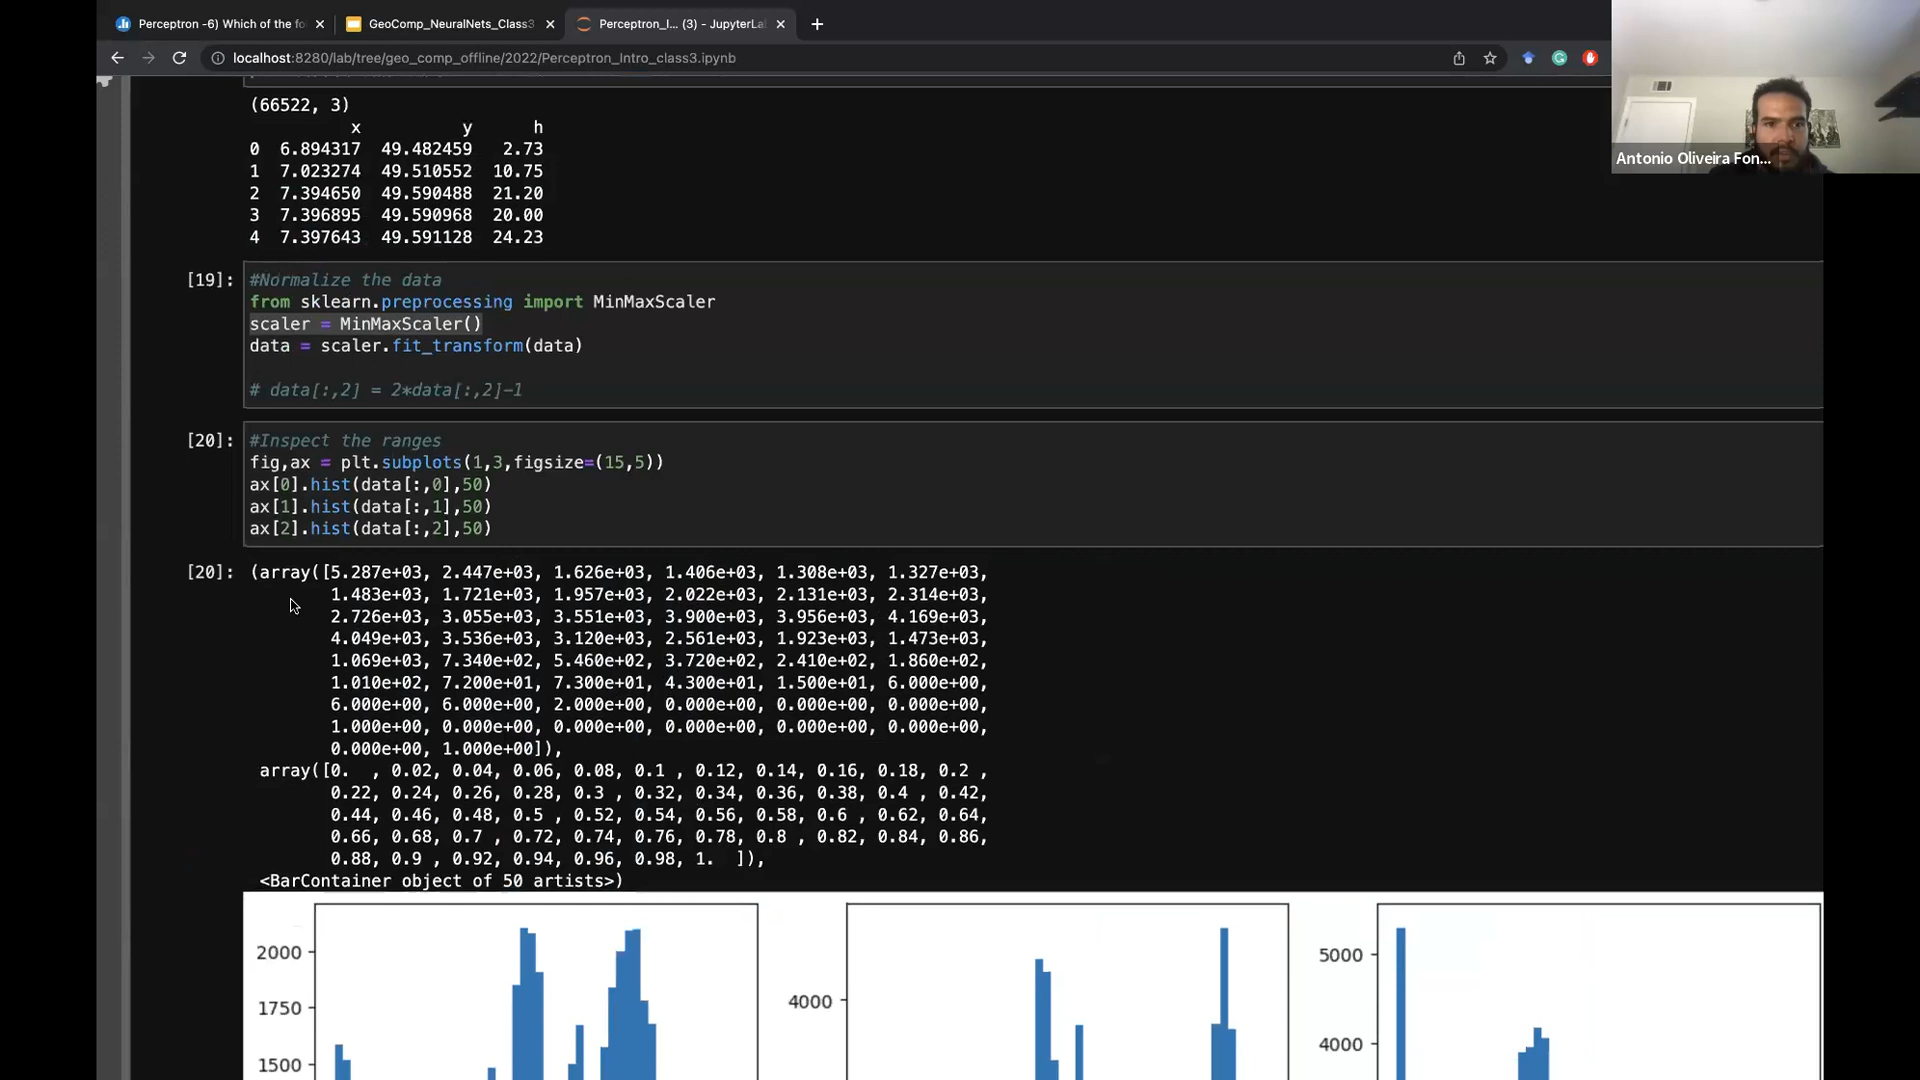 Perceptron -6) Which of the fo
GeoComp_NeuralNets_Class3
Perceptron_I... (3) - JupyterLa
localhost:8280/lab/tree/geo_comp_offline/2022/Perceptron_Intro_class3.ipynb
Antonio Oliveira Fon...
(66522, 3)
x y h
0 6.894317 49.482459 2.73
1 7.023274 49.510552 10.75
2 7.394650 49.590488 21.20
3 7.396895 49.590968 20.00
4 7.397643 49.591128 24.23
[19]: #Normalize the data
from sklearn.preprocessing import MinMaxScaler
scaler = MinMaxScaler()
data = scaler.fit_transform(data)
# data[:,2] = 2*data[:,2]-1
[20]: #Inspect the ranges
fig,ax = plt.subplots(1,3,figsize=(15,5))
ax[0].hist(data[:,0],50)
ax[1].hist(data[:,1],50)
ax[2].hist(data[:,2],50)
[20]: (array([5.287e+03, 2.447e+03, 1.626e+03, 1.406e+03, 1.308e+03, 1.327e+03,
1.483e+03, 1.721e+03, 1.957e+03, 2.022e+03, 2.131e+03, 2.314e+03,
2.726e+03, 3.055e+03, 3.551e+03, 3.900e+03, 3.956e+03, 4.169e+03,
4.049e+03, 3.536e+03, 3.120e+03, 2.561e+03, 1.923e+03, 1.473e+03,
1.069e+03, 7.340e+02, 5.460e+02, 3.720e+02, 2.410e+02, 1.860e+02,
1.010e+02, 7.200e+01, 7.300e+01, 4.300e+01, 1.500e+01, 6.000e+00,
6.000e+00, 6.000e+00, 2.000e+00, 0.000e+00, 0.000e+00, 0.000e+00,
1.000e+00, 0.000e+00, 0.000e+00, 0.000e+00, 0.000e+00, 0.000e+00,
0.000e+00, 1.000e+00]),
array([0.  , 0.02, 0.04, 0.06, 0.08, 0.1 , 0.12, 0.14, 0.16, 0.18, 0.2 ,
0.22, 0.24, 0.26, 0.28, 0.3 , 0.32, 0.34, 0.36, 0.38, 0.4 , 0.42,
0.44, 0.46, 0.48, 0.5 , 0.52, 0.54, 0.56, 0.58, 0.6 , 0.62, 0.64,
0.66, 0.68, 0.7 , 0.72, 0.74, 0.76, 0.78, 0.8 , 0.82, 0.84, 0.86,
0.88, 0.9 , 0.92, 0.94, 0.96, 0.98, 1.  ]),
<BarContainer object of 50 artists>)
2000
1750
1500
4000
5000
4000